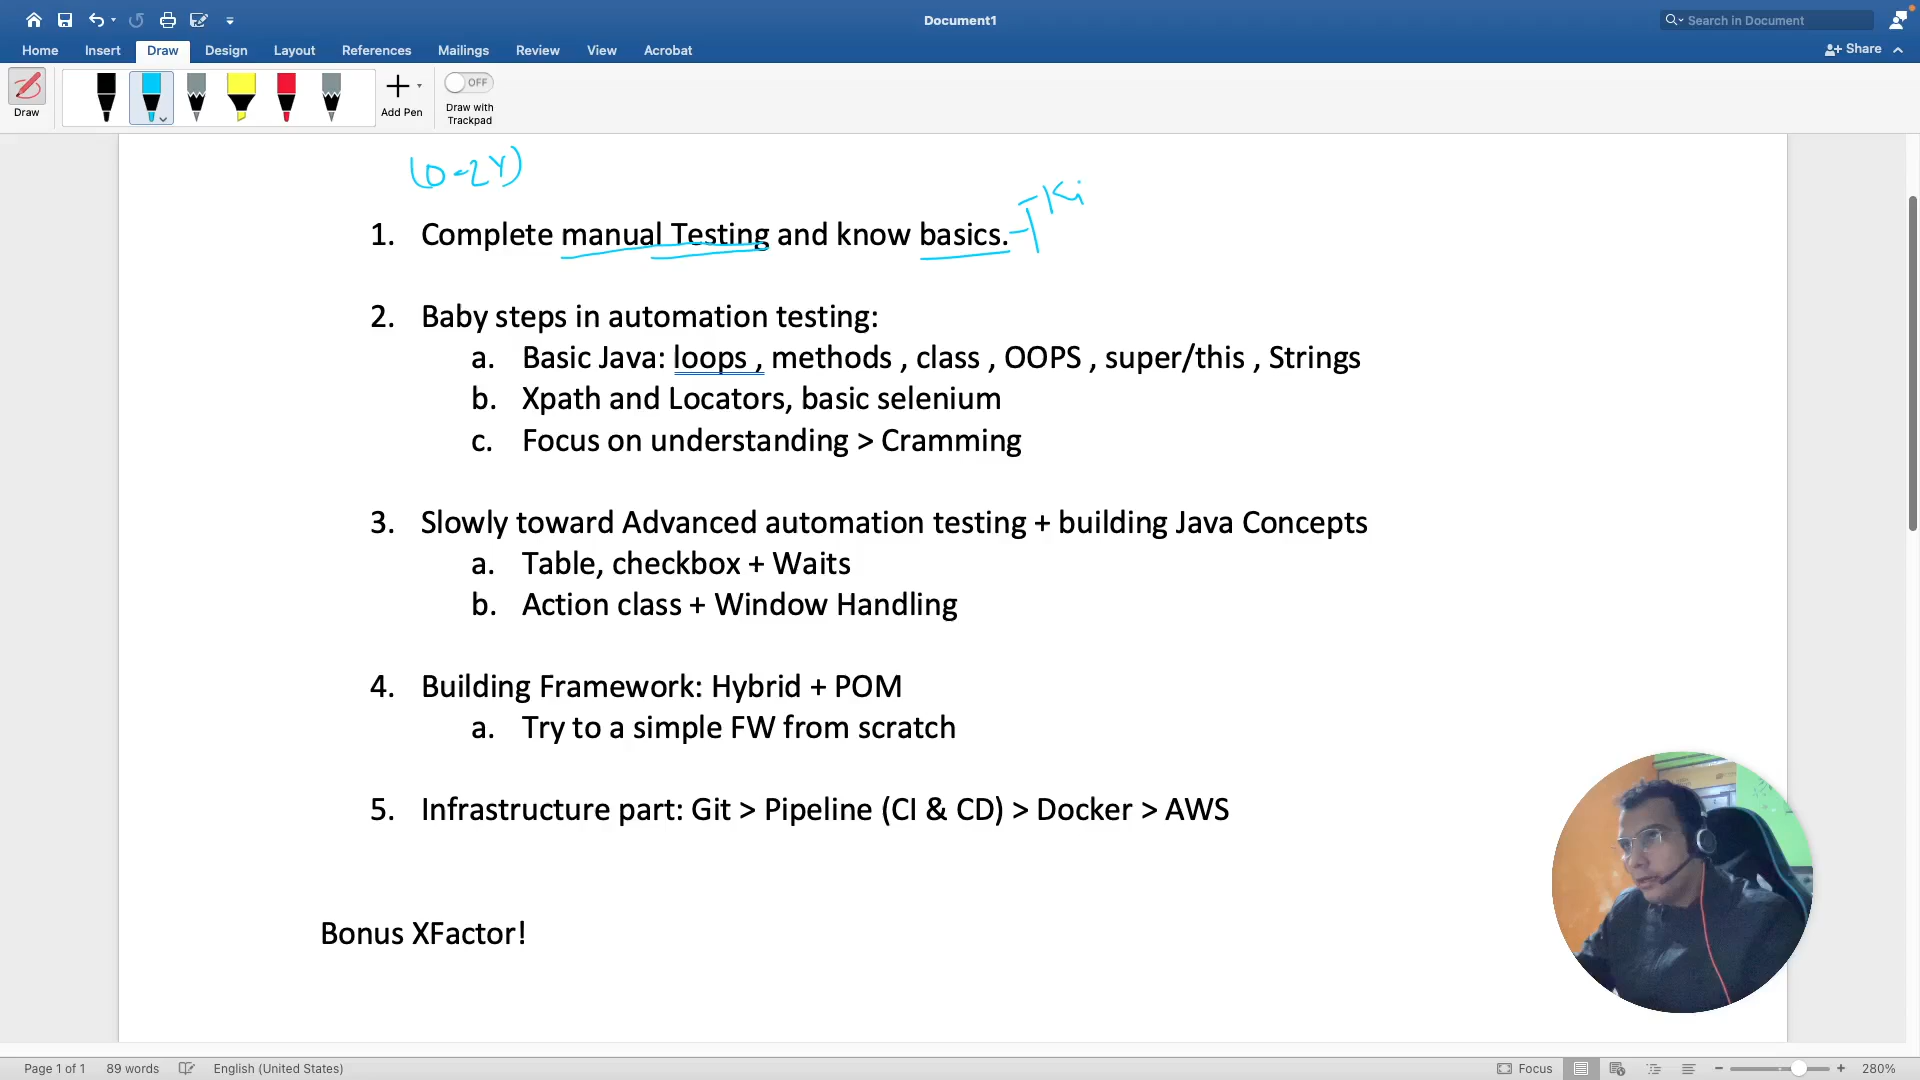 Document1
Search in Document
Home Insert Draw Design Layout References Mailings Review View Acrobat
Share
Draw
Add Pen
OFF
Draw with
Trackpad
(0-2Y)
Ki
1. Complete manual Testing and know basics.
2. Baby steps in automation testing:
a. Basic Java: loops , methods , class , OOPS , super/this , Strings
b. Xpath and Locators, basic selenium
c. Focus on understanding > Cramming
3. Slowly toward Advanced automation testing + building Java Concepts
a. Table, checkbox + Waits
b. Action class + Window Handling
4. Building Framework: Hybrid + POM
a. Try to a simple FW from scratch
5. Infrastructure part: Git > Pipeline (CI & CD) > Docker > AWS
Bonus XFactor!
Page 1 of 1 89 words English (United States) Focus 280%